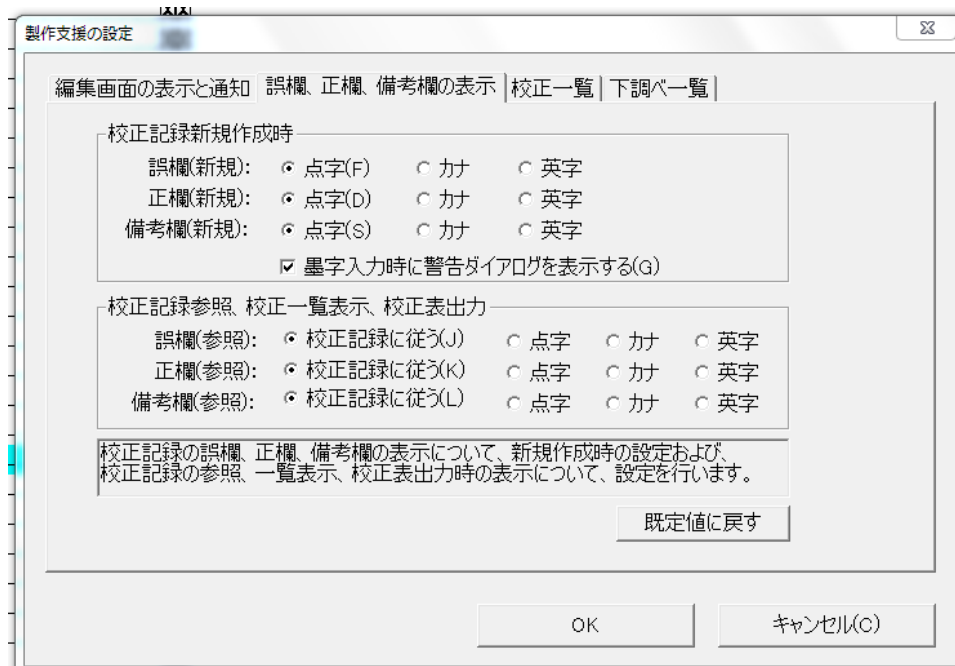 製作支援の設定
編集画面の表示と通知 誤欄、正欄、備考欄の表示 校正一覧 下調べ一覧
校正記録新規作成時
誤欄(新規): 点字(F) カナ 英字
正欄(新規): 点字(D) カナ 英字
備考欄(新規): 点字(S) カナ 英字
墨字入力時に警告ダイアログを表示する(G)
校正記録参照、校正一覧表示、校正表出力
誤欄(参照): 校正記録に従う(J) 点字 カナ 英字
正欄(参照): 校正記録に従う(K) 点字 カナ 英字
備考欄(参照): 校正記録に従う(L) 点字 カナ 英字
校正記録の誤欄、正欄、備考欄の表示について、新規作成時の設定および、
校正記録の参照、一覧表示、校正表出力時の表示について、設定を行います。
既定値に戻す
OK キャンセル(C)